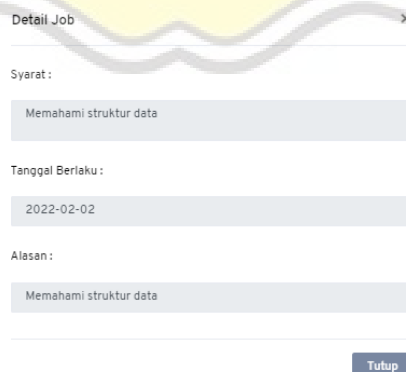 Detail Job
Syarat :
Memahami struktur data
Tanggal Berlaku :
2022-02-02
Alasan :
Memahami struktur data
Tutup